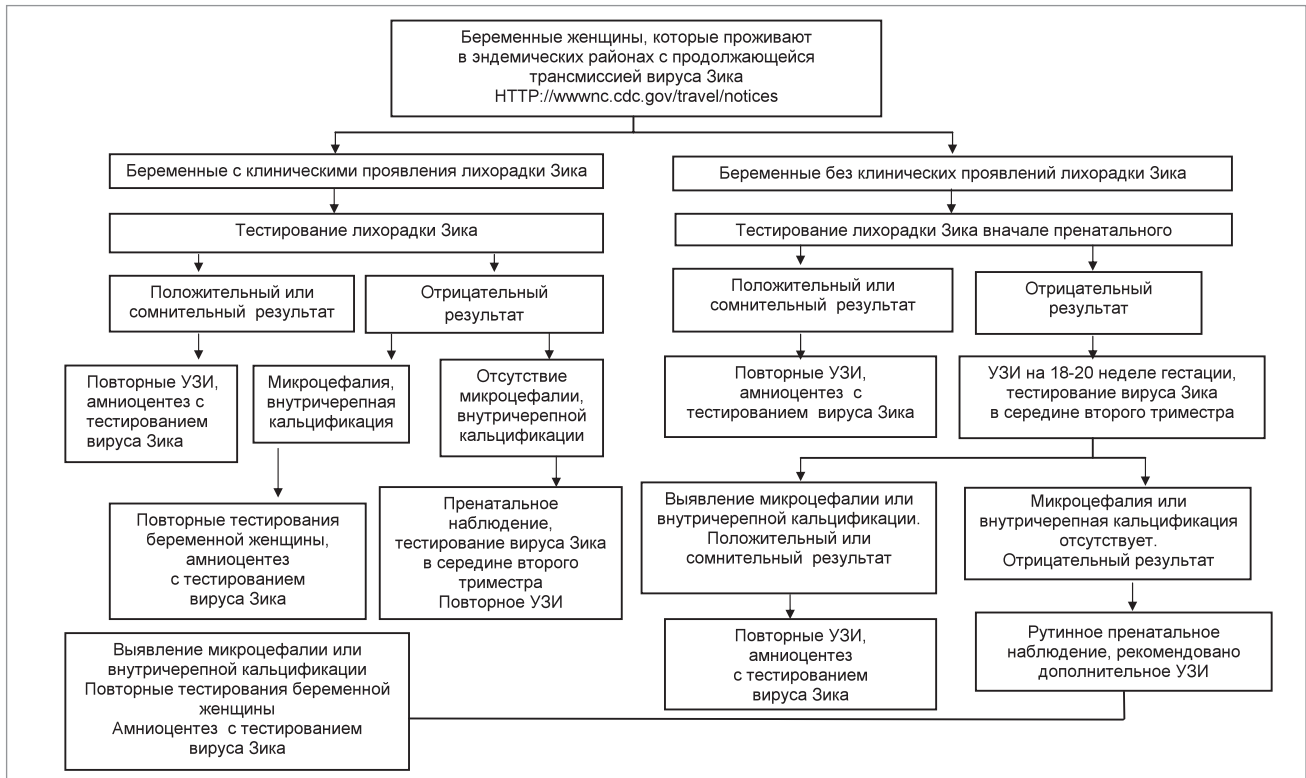 Беременные женщины, которые проживают
в эндемических районах с продолжающейся
трансмиссией вируса Зика
HTTP://wwwnc.cdc.gov/travel/notices
Беременные с клиническими проявления лихорадки Зика
Беременные без клинических проявлений лихорадки Зика
Тестирование лихорадки Зика
Тестирование лихорадки Зика вначале пренатального
Положительный или
сомнительный результат
Отрицательный
результат
Положительный или
сомнительный результат
Отрицательный
результат
Повторные УЗИ,
амниоцентез с
тестированием
вируса Зика
Микроцефалия,
внутричерепная
кальцификация
Отсутствие
микроцефалии,
внутричерепной
кальцификации
Повторные УЗИ,
амниоцентез с
тестированием вируса Зика
УЗИ на 18-20 неделе гестации,
тестирование вируса Зика
в середине второго триместра
Повторные тестирования
беременной женщины,
амниоцентез
с тестированием
вируса Зика
Пренатальное
наблюдение,
тестирование вируса Зика
в середине второго
триместра
Повторное УЗИ
Выявление микроцефалии или
внутричерепной кальцификации.
Положительный или
сомнительный результат
Микроцефалия или
внутричерепная кальцификация
отсутствует.
Отрицательный результат
Повторные УЗИ,
амниоцентез
с тестированием
вируса Зика
Рутинное пренатальное
наблюдение, рекомендовано
дополнительное УЗИ
Выявление микроцефалии или
внутричерепной кальцификации
Повторные тестирования беременной
женщины
Амниоцентез с тестированием
вируса Зика